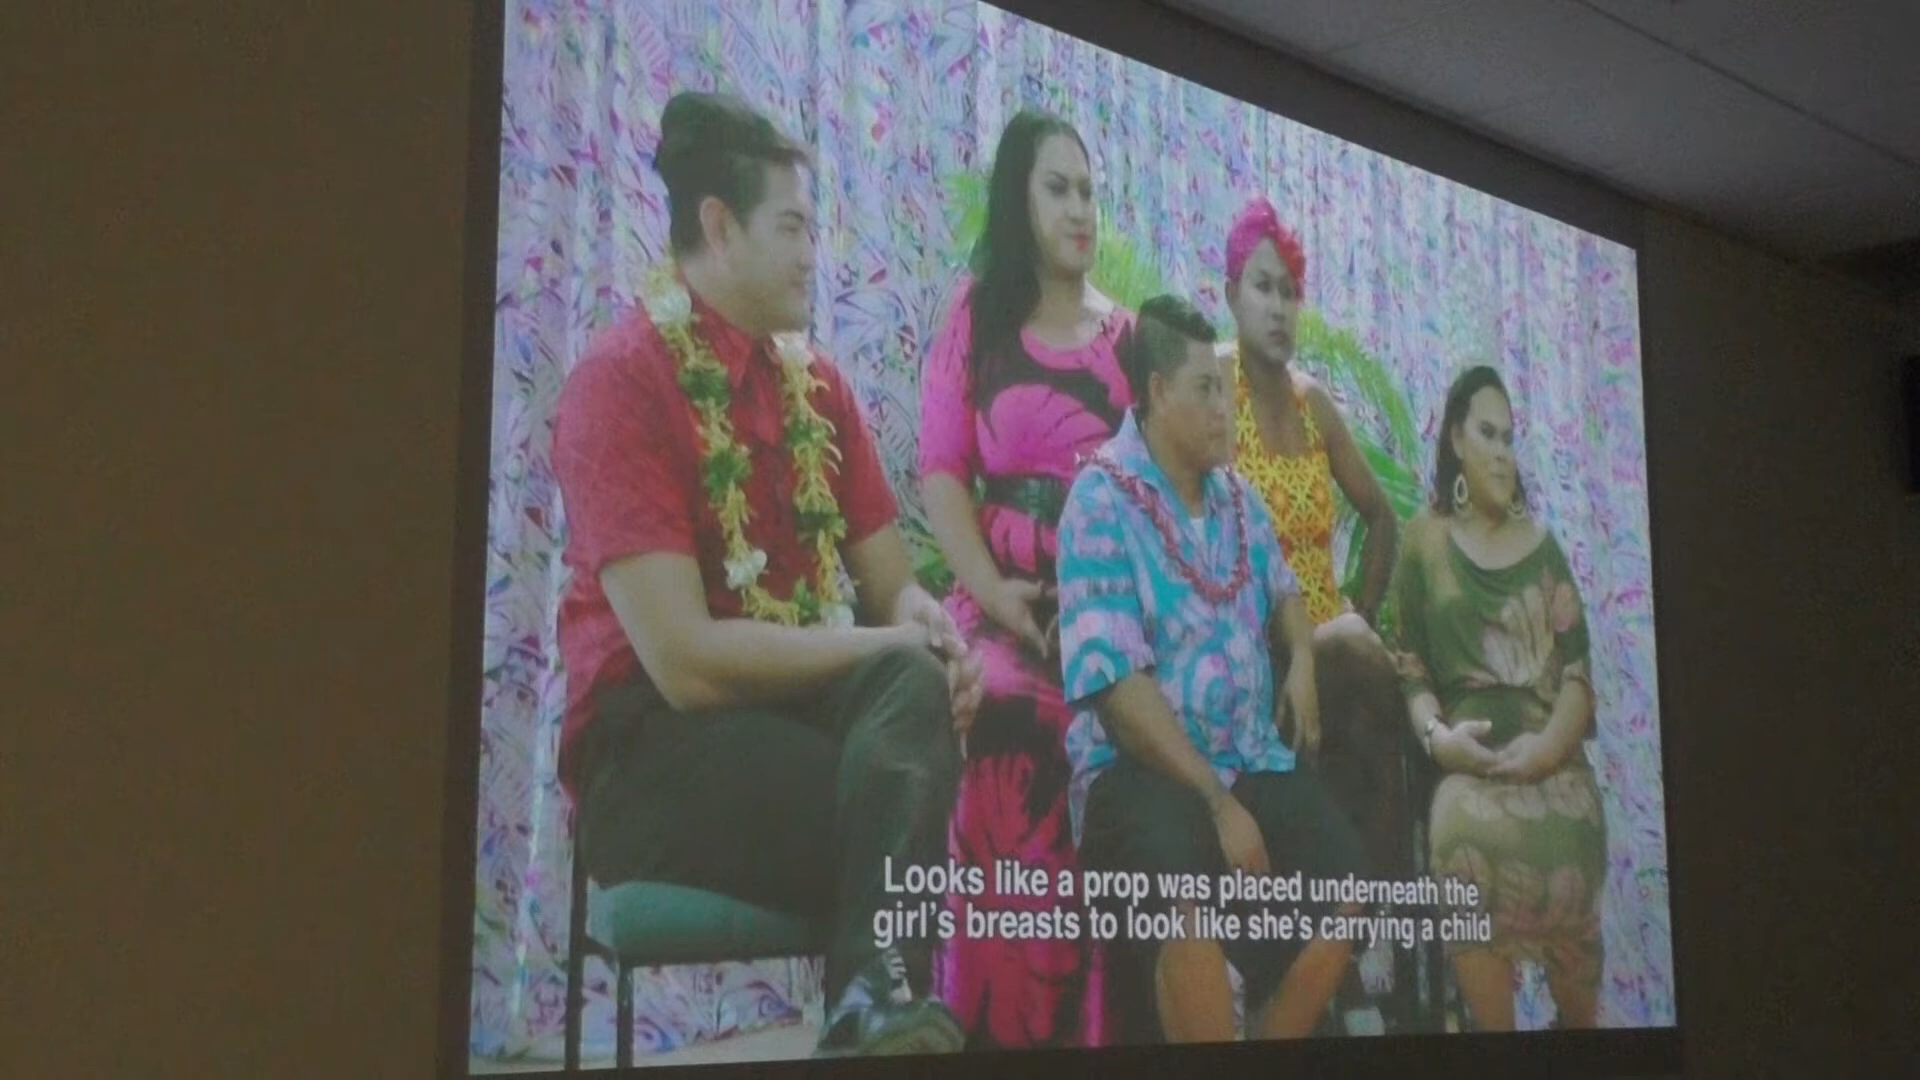 Looks like a prop was placed underneath the
girl's breasts to look like she's carrying a child